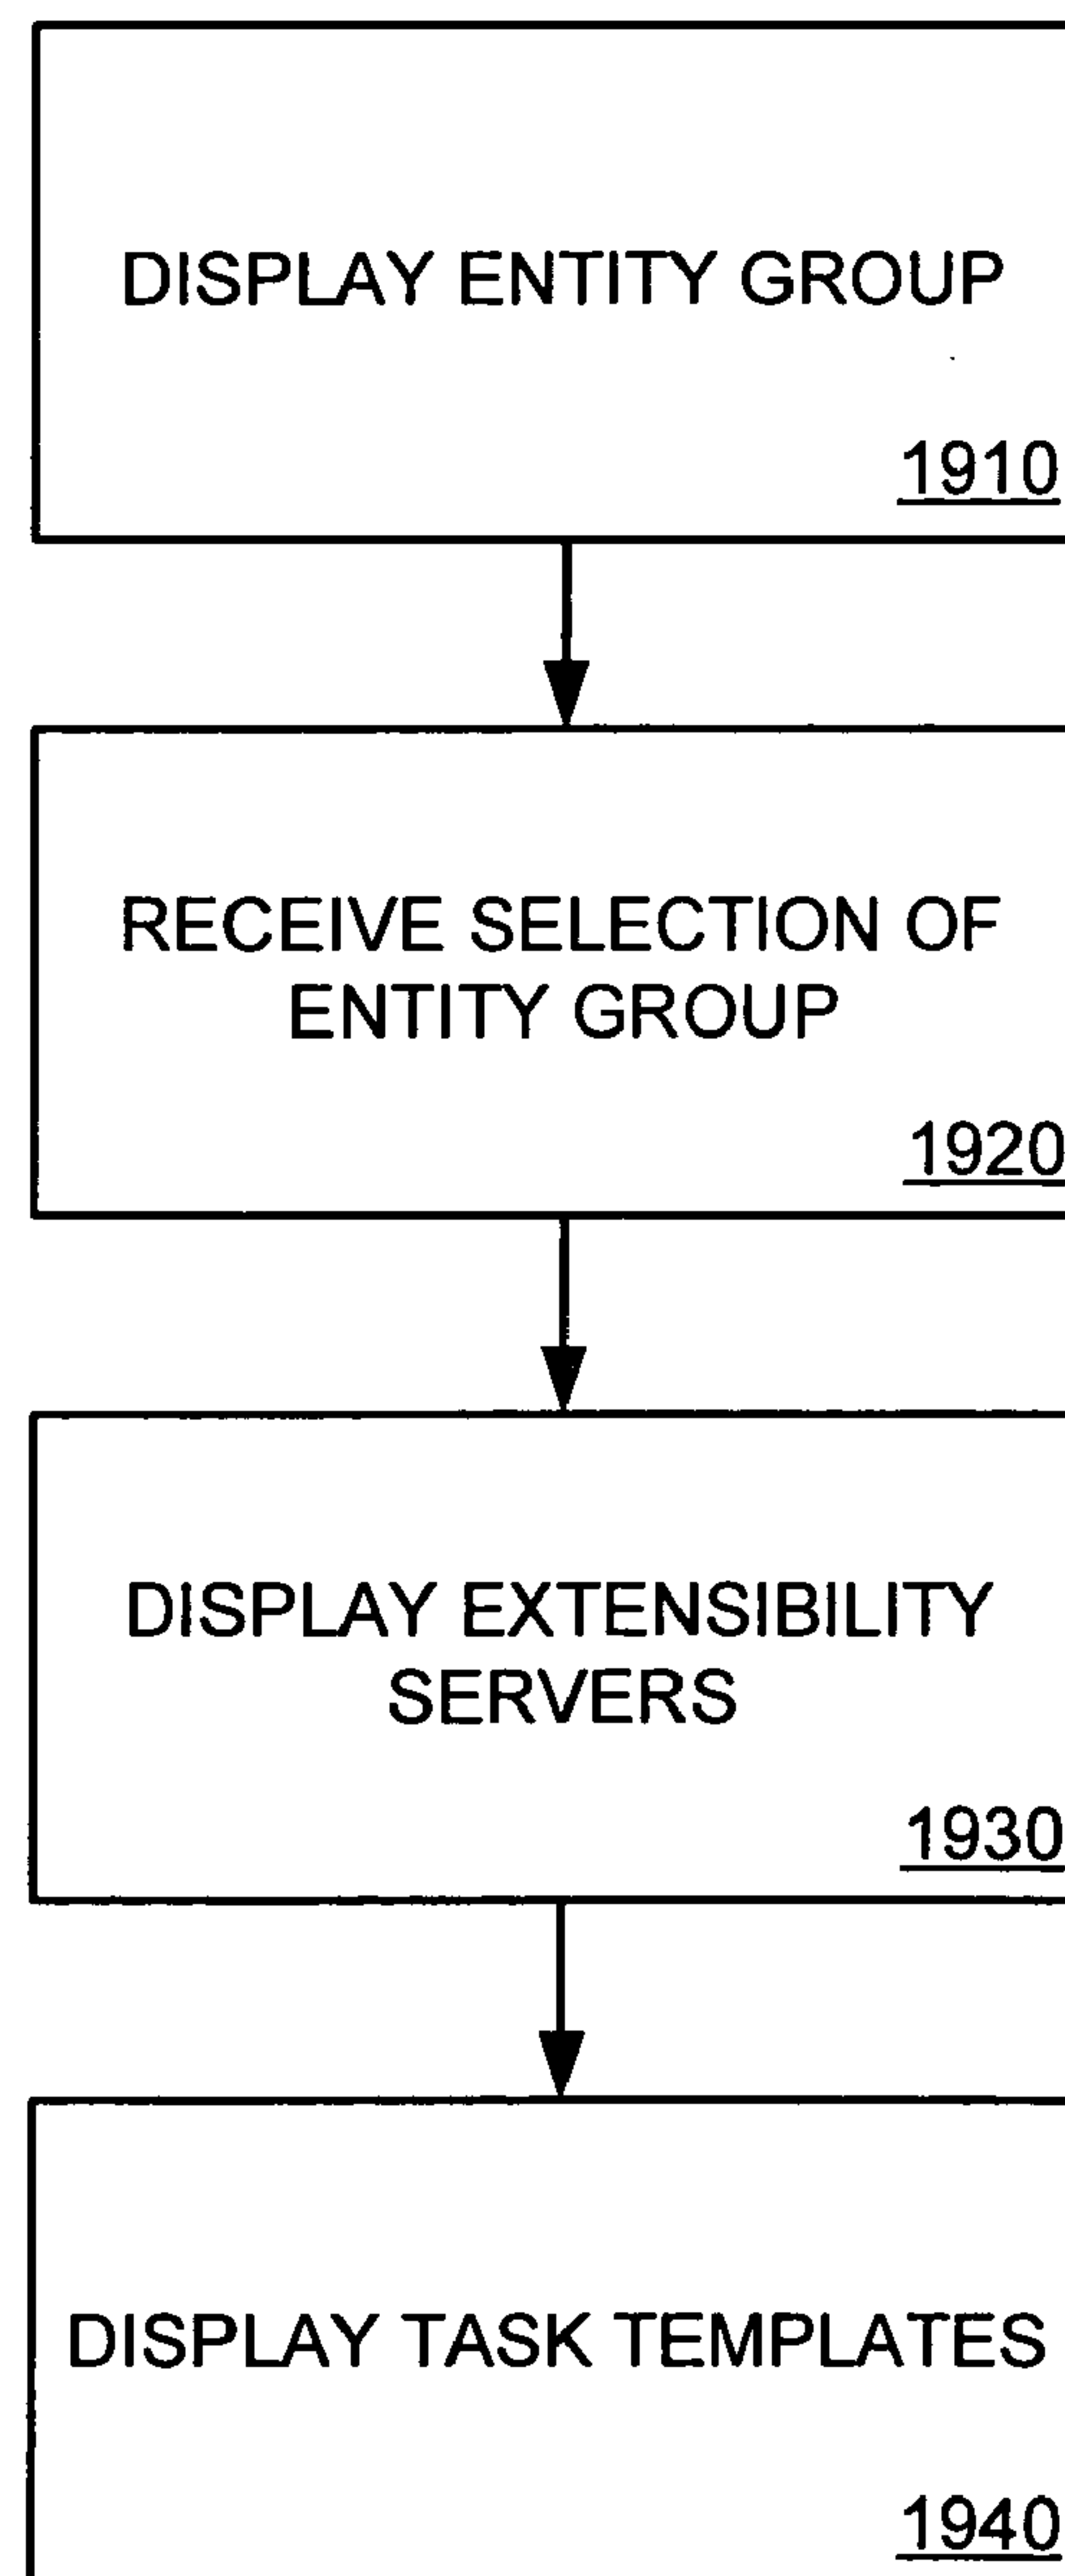 DISPLAY ENTITY GROUP
1910
RECEIVE SELECTION OF
ENTITY GROUP
1920
DISPLAY EXTENSIBILITY
SERVERS
1930
DISPLAY TASK TEMPLATES
1940